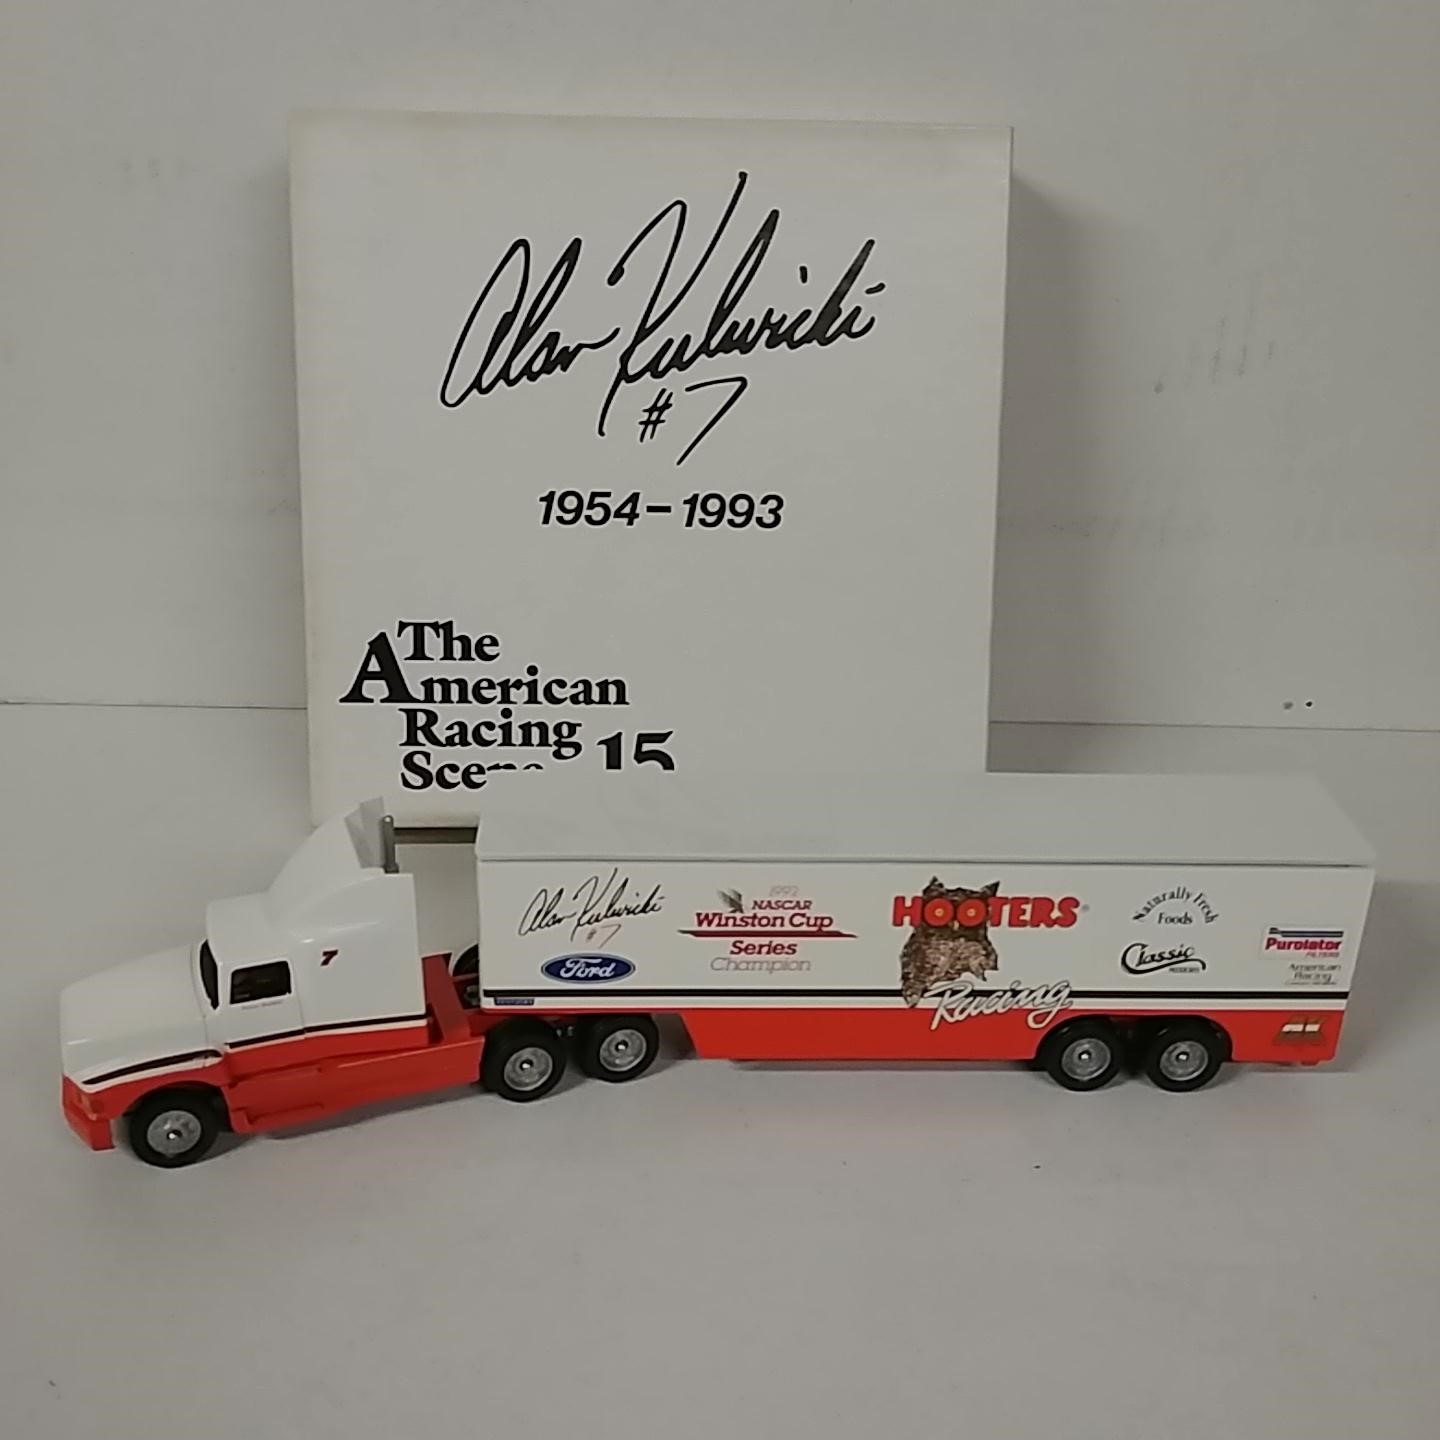 Alan Kulwicki
#7
1954-1993
The
American
Racing
Scene 15
7
Alan Kulwicki
#7
Ford
1992
NASCAR
Winston Cup
Series
Champion
HOOTERS
Racing
Naturally Fresh
Foods
Classic
Purolator
FILTERS
American
Racing